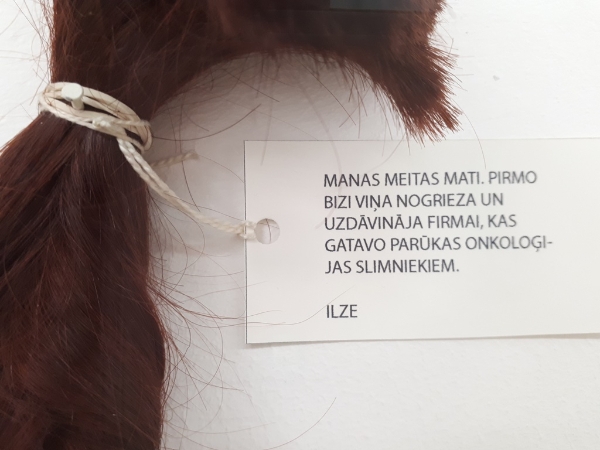 MANAS MEITAS MATI. PIRMO
BIZI VIŅA NOGRIEZA UN
UZDĀVINĀJA FIRMAI, KAS
GATAVO PARŪKAS ONKOLOĢI-
JAS SLIMNIEKIEM.
ILZE